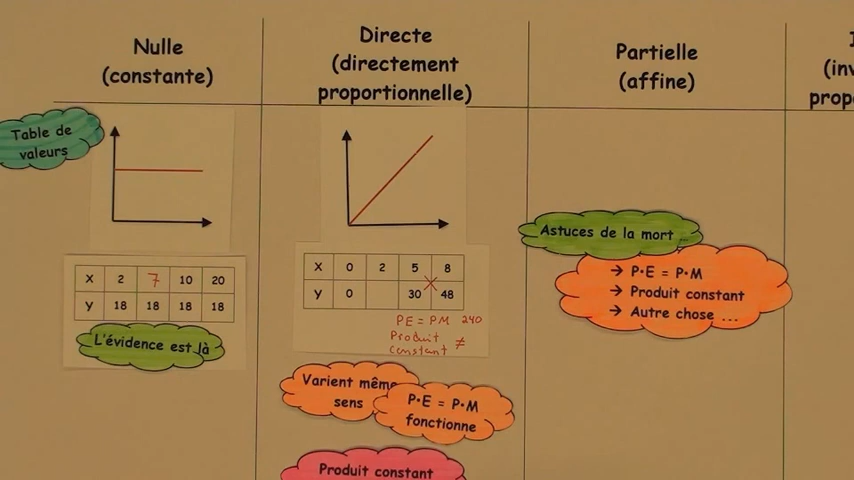 Nulle
(constante)
Directe
(directement
proportionnelle)
Partielle
(affine)
(inv
propo
Table de
valeurs
X 2 7 10 20
Y 18 18 18 18
L'évidence est là
X 0 2 5 8
Y 0 30 48
PE = PM 240
Produit
constant ≠
Varient même
sens
P•E = P•M
fonctionne
Produit constant
Astuces de la mort ...
→ P•E = P•M
→ Produit constant
→ Autre chose ...